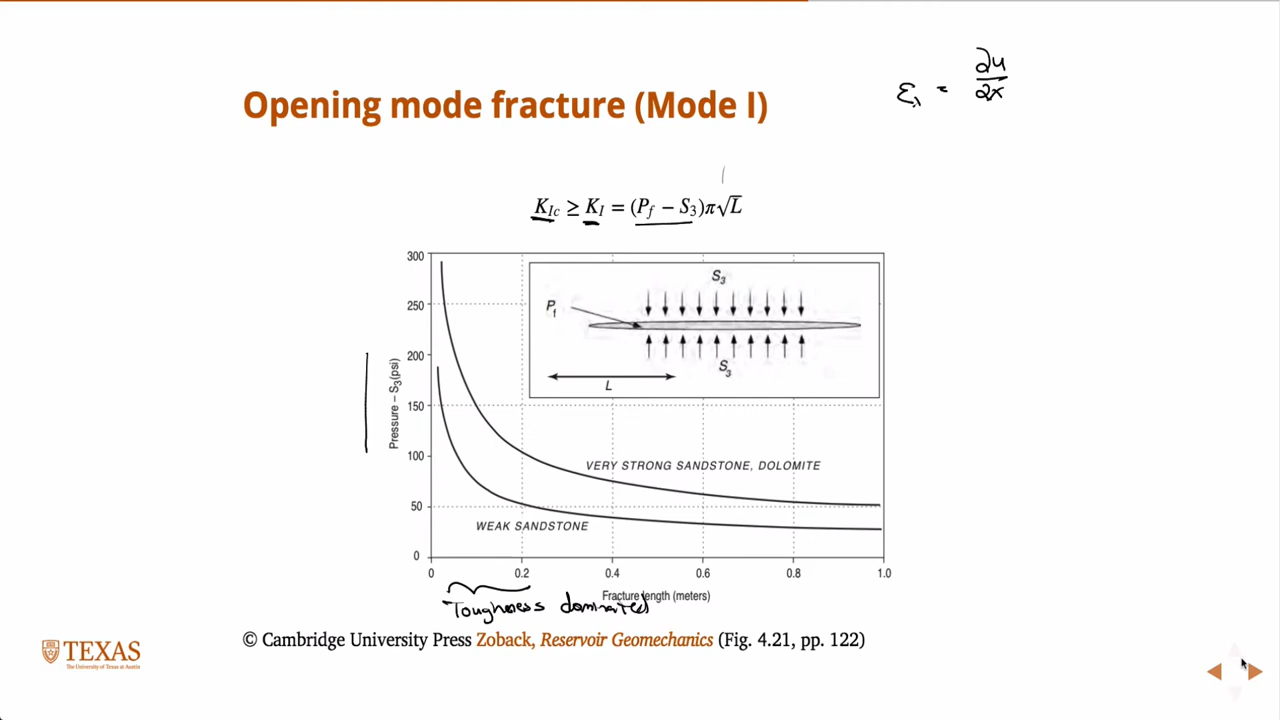 ε₁ = ∂u/∂x
Opening mode fracture (Mode I)
K_Ic ≥ K_I = (P_f − S₃)π√L
300
250
200
150
100
50
0
Pressure – S₃(psi)
S₃
P_f
S₃
L
VERY STRONG SANDSTONE, DOLOMITE
WEAK SANDSTONE
0 0.2 0.4 0.6 0.8 1.0
Fracture length (meters)
Toughness dominated
© Cambridge University Press Zoback, Reservoir Geomechanics (Fig. 4.21, pp. 122)
TEXAS
The University of Texas at Austin